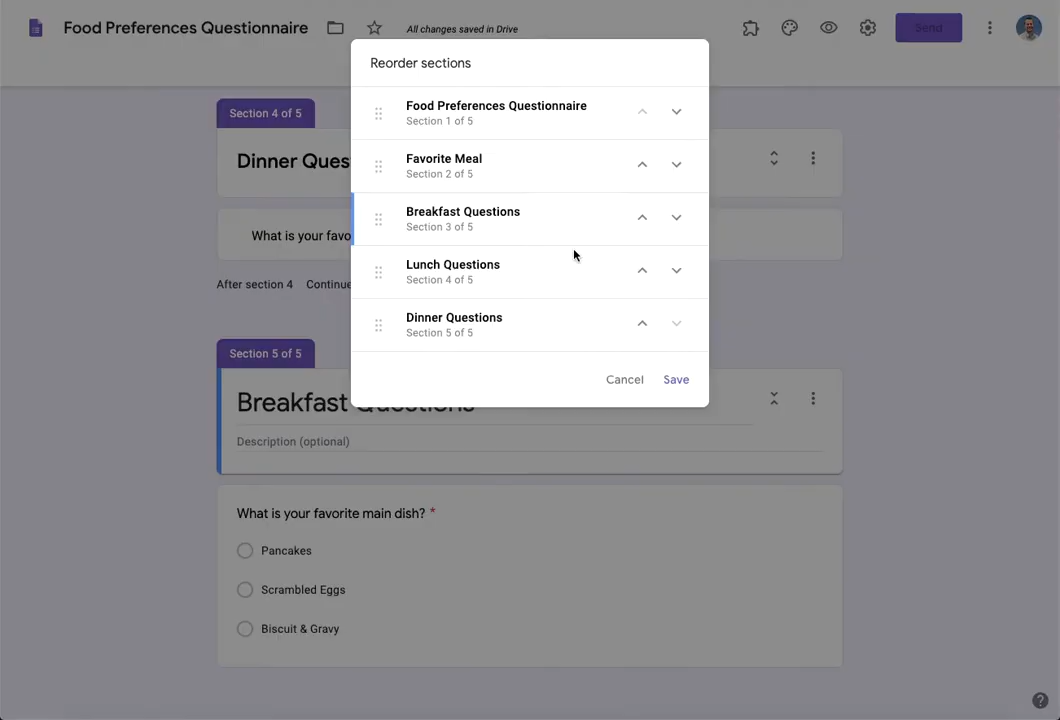 Food Preferences Questionnaire
All changes saved in Drive
Send
Reorder sections
Food Preferences Questionnaire
Section 1 of 5
Favorite Meal
Section 2 of 5
Breakfast Questions
Section 3 of 5
Lunch Questions
Section 4 of 5
Dinner Questions
Section 5 of 5
Cancel
Save
Section 4 of 5
Dinner Ques
What is your favo
After section 4 Continue
Section 5 of 5
Breakfast Questions
Description (optional)
What is your favorite main dish? *
Pancakes
Scrambled Eggs
Biscuit & Gravy